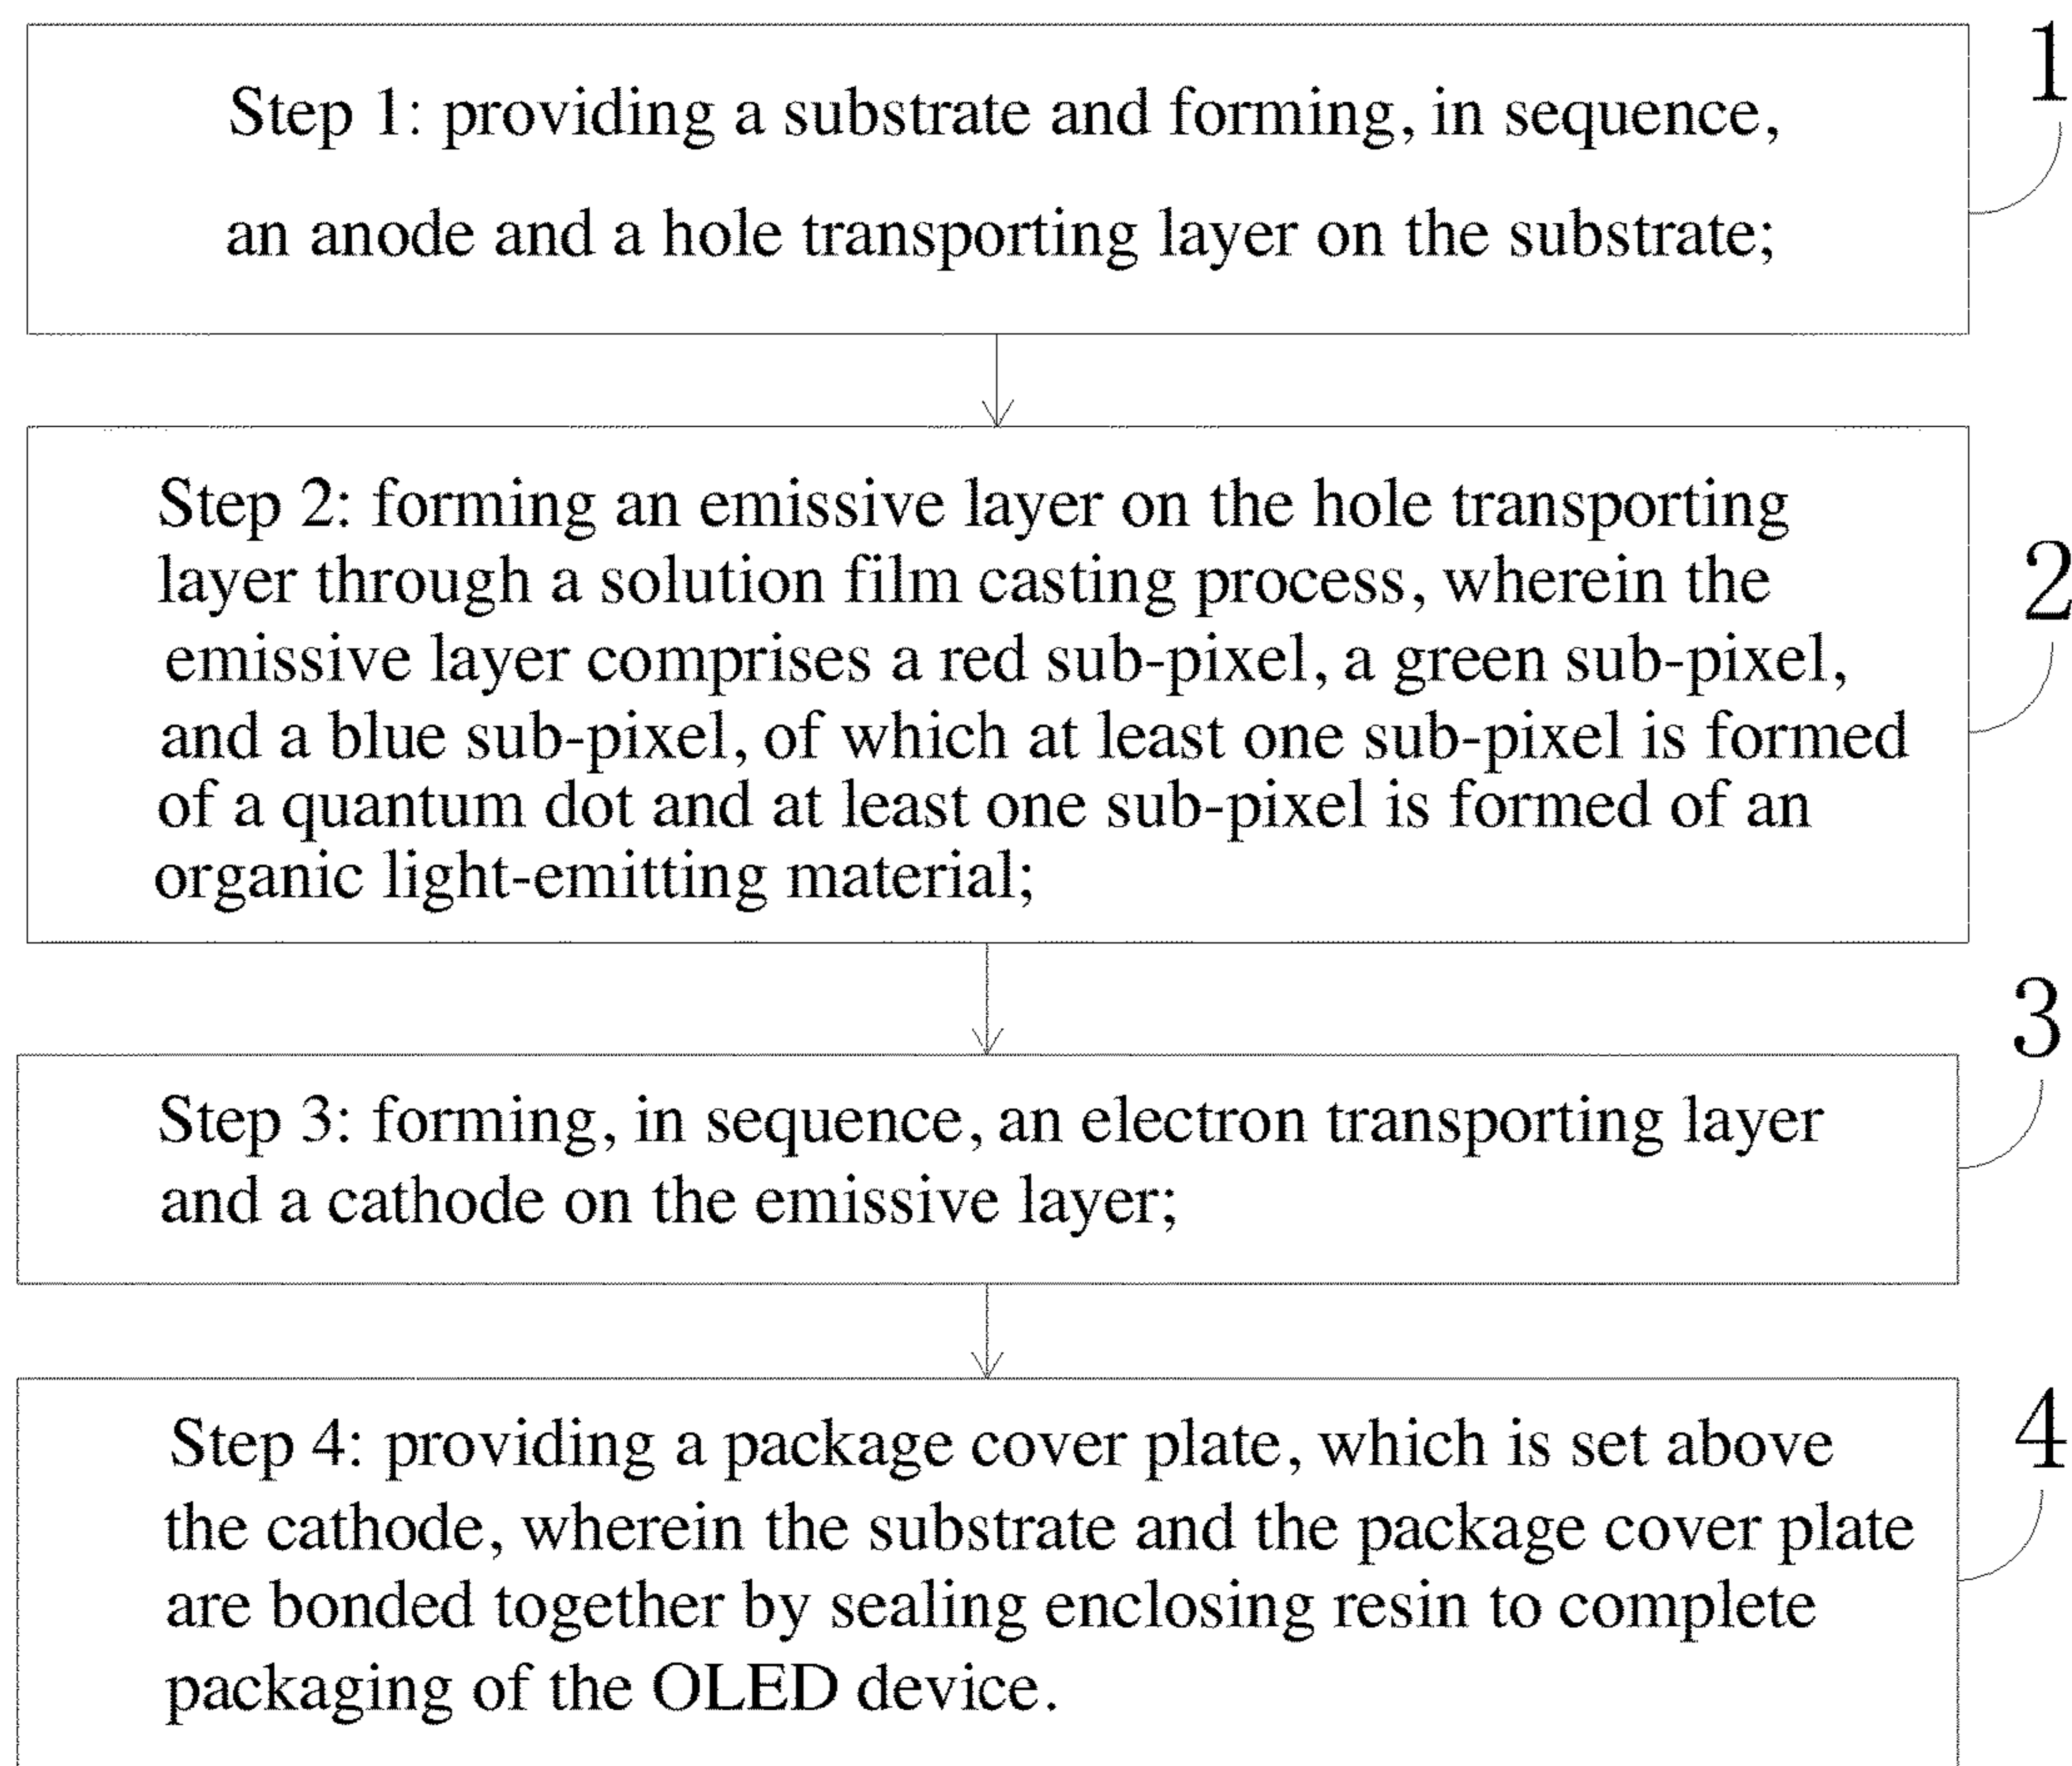 Step 1: providing a substrate and forming, in sequence,
1
an anode and a hole transporting layer on the substrate;
Step 2: forming an emissive layer on the hole transporting
layer through a solution film casting process, wherein the
2
emissive layer comprises a red sub-pixel, a green sub-pixel,
and a blue sub-pixel, of which at least one sub-pixel is formed
of a quantum dot and at least one sub-pixel is formed of an
organic light-emitting material;
3
Step 3: forming, in sequence, an electron transporting layer
and a cathode on the emissive layer;
Step 4: providing a package cover plate, which is set above
4
the cathode, wherein the substrate and the package cover plate
are bonded together by sealing enclosing resin to complete
packaging of the OLED device.